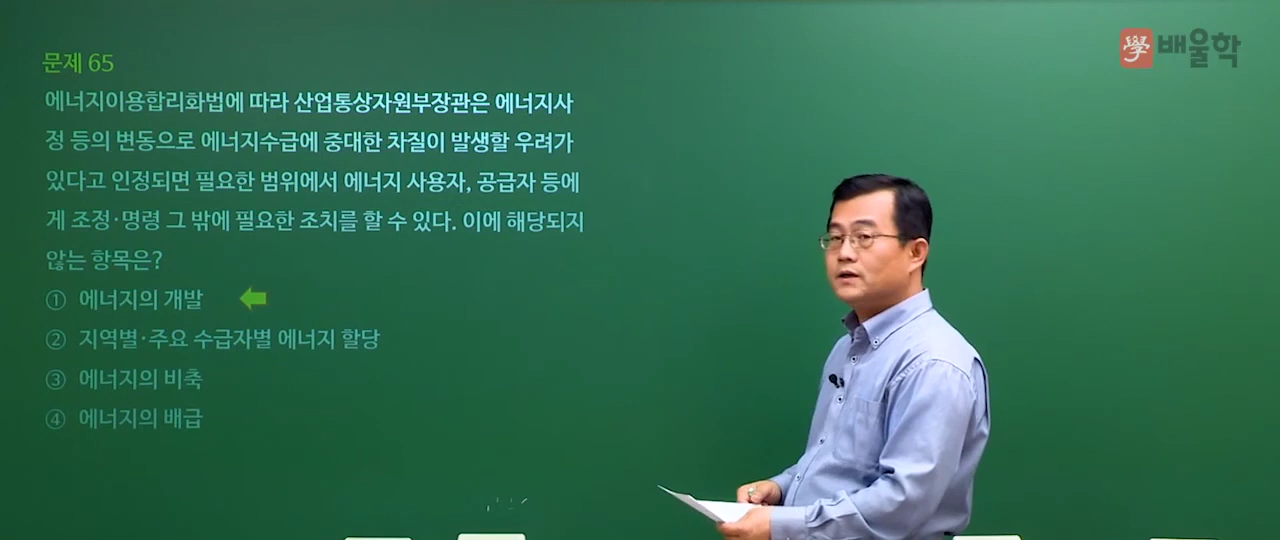 學 배울학
문제 65
에너지이용합리화법에 따라 산업통상자원부장관은 에너지사
정 등의 변동으로 에너지수급에 중대한 차질이 발생할 우려가
있다고 인정되면 필요한 범위에서 에너지 사용자, 공급자 등에
게 조정·명령 그 밖에 필요한 조치를 할 수 있다. 이에 해당되지
않는 항목은?
① 에너지의 개발
② 지역별·주요 수급자별 에너지 할당
③ 에너지의 비축
④ 에너지의 배급